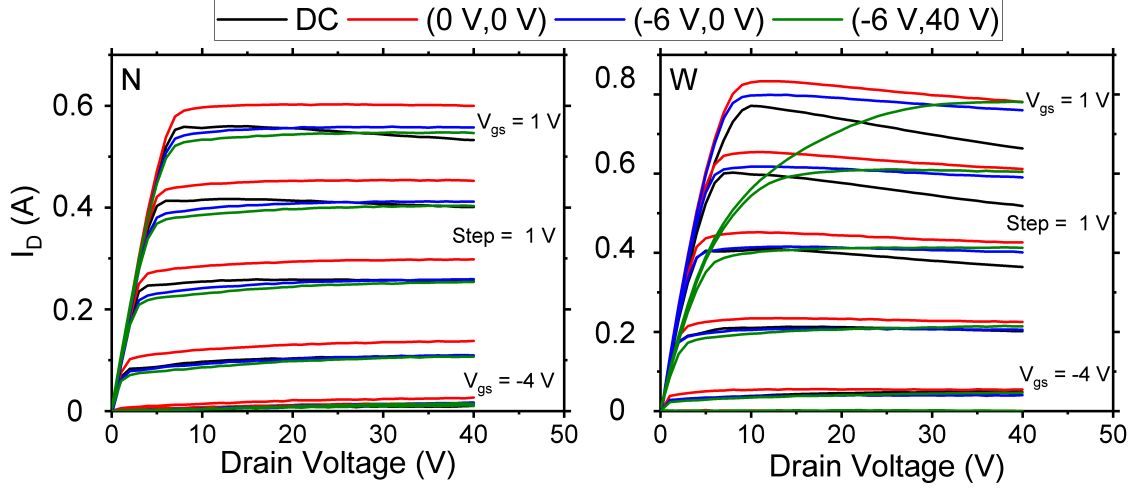 DC (0 V,0 V) (-6 V,0 V) (-6 V,40 V)
N
W
0.6
0.4
0.2
0
0.8
0.6
0.4
0.2
0
V_gs = 1 V
Step = 1 V
V_gs = -4 V
V_gs = 1 V
Step = 1 V
V_gs = -4 V
I_D (A)
0 10 20 30 40 50
0 10 20 30 40 50
Drain Voltage (V)
Drain Voltage (V)